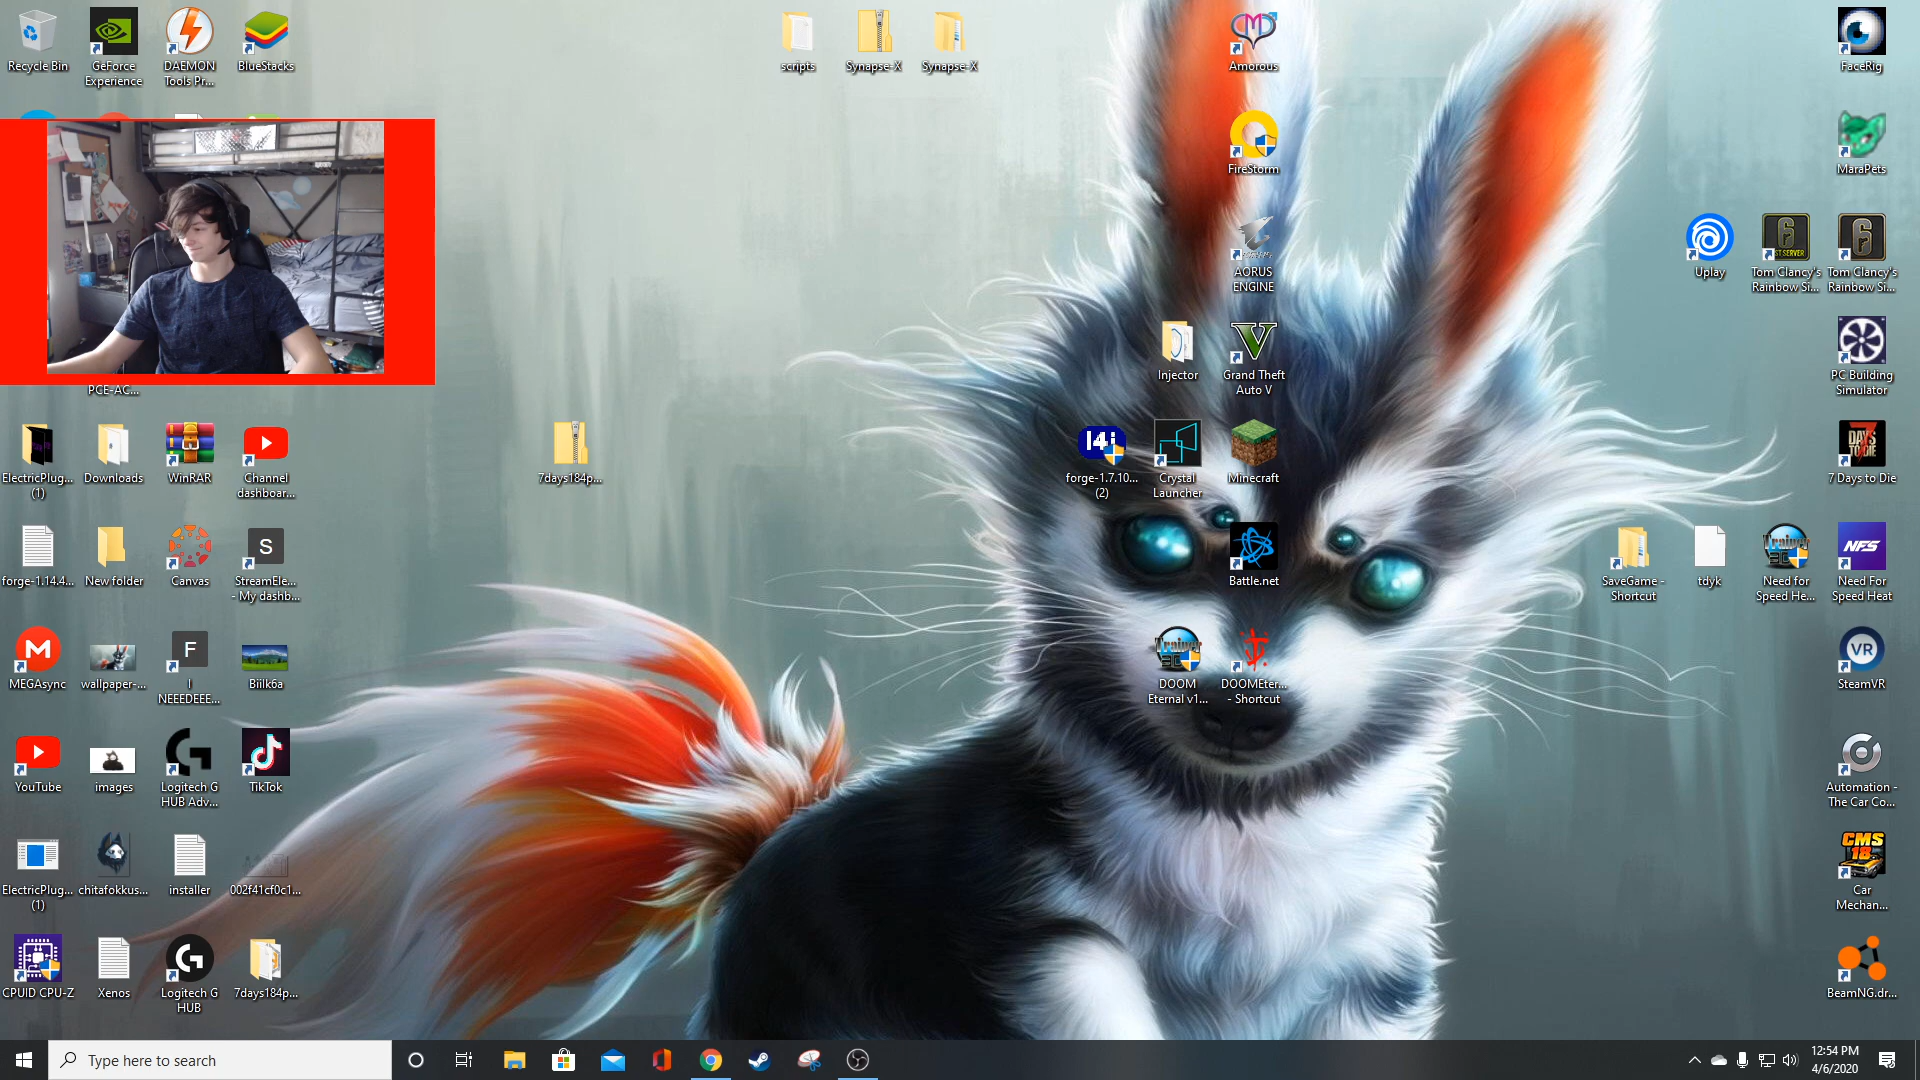 Recycle Bin
GeForce
Experience
DAEMON
Tools Pr...
BlueStacks
scripts
Synapse-X
Synapse-X
Amorous
FaceRig
FireStorm
MaraPets
AORUS
ENGINE
Uplay
Tom Clancy's
Rainbow Si...
Tom Clancy's
Rainbow Si...
PCE-AC...
Injector
Grand Theft
Auto V
PC Building
Simulator
ElectricPlug...
(1)
Downloads
WinRAR
Channel
dashboar...
7days184p...
forge-1.7.10...
(2)
Crystal
Launcher
Minecraft
7 Days to Die
forge-1.14.4...
New folder
Canvas
StreamEle...
- My dashb...
Battle.net
SaveGame -
Shortcut
tdyk
Need for
Speed He...
Need For
Speed Heat
MEGAsync
wallpaper-...
I
NEEEDEEE...
Biilk6a
DOOM
Eternal v1...
DOOMEter...
- Shortcut
SteamVR
YouTube
images
Logitech G
HUB Adv...
TikTok
Automation -
The Car Co...
ElectricPlug...
(1)
chitafokkus...
installer
002f41cf0c1...
Car
Mechan...
CPUID CPU-Z
Xenos
Logitech G
HUB
7days184p...
BeamNG.dr...
Type here to search
12:54 PM
4/6/2020